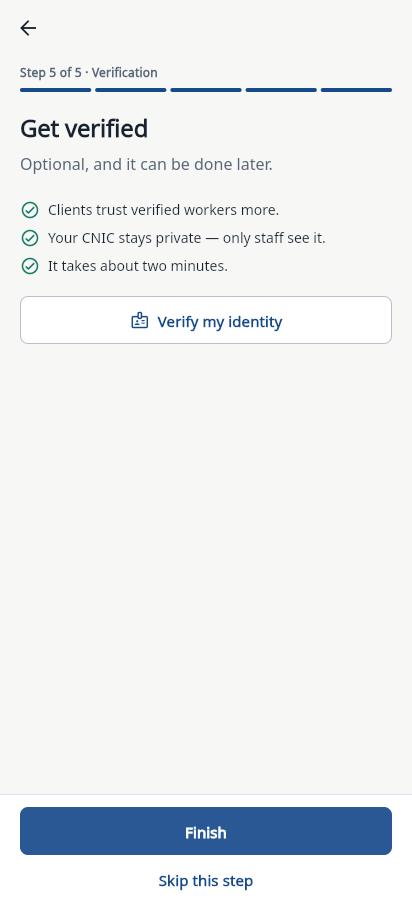 Step 5 of 5 · Verification
Get verified
Optional, and it can be done later.
Clients trust verified workers more.
Your CNIC stays private — only staff see it.
It takes about two minutes.
Verify my identity
Finish
Skip this step